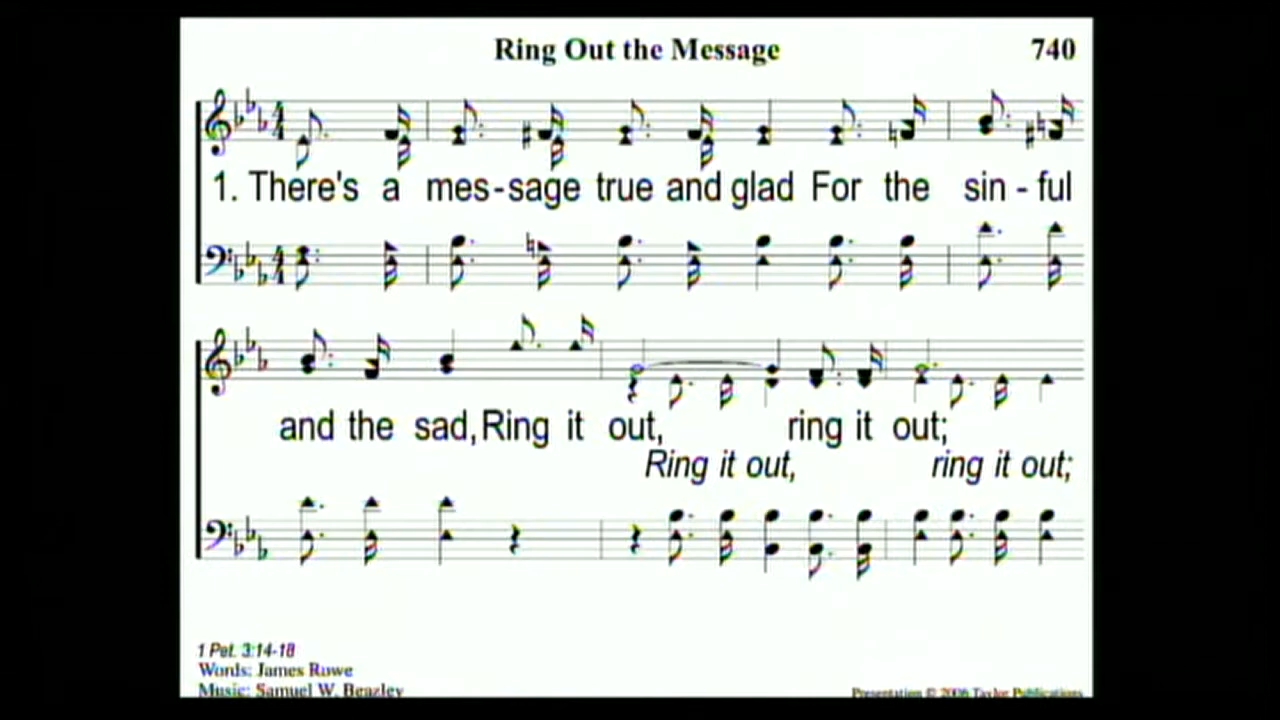 Ring Out the Message 740
1. There's a mes-sage true and glad For the sin-ful
and the sad, Ring it out, ring it out;
Ring it out, ring it out;
1 Pet. 3:14-18
Words: James Rowe
Music: Samuel W. Beazley
Presentation © 2006 Taylor Publications